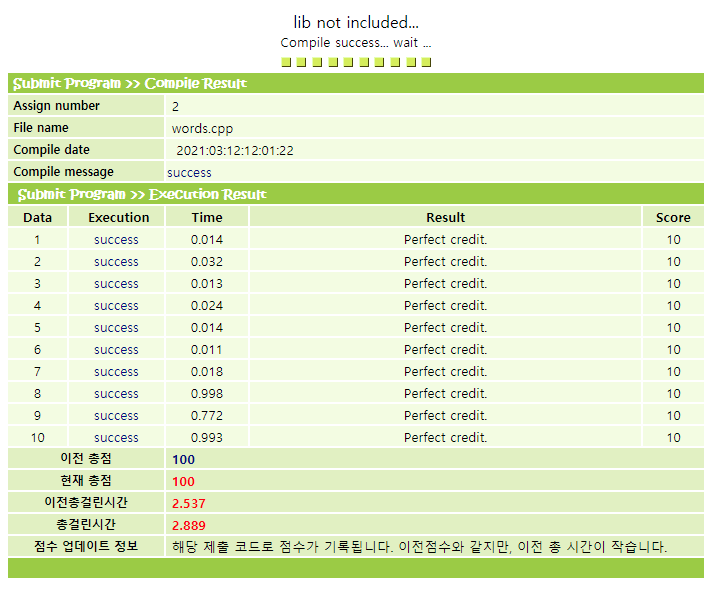 lib not included...
Compile success... wait ...
Submit Program >> Compile Result
Assign number 2
File name words.cpp
Compile date 2021:03:12:12:01:22
Compile message success
Submit Program >> Execution Result
Data Execution Time Result Score
1 success 0.014 Perfect credit. 10
2 success 0.032 Perfect credit. 10
3 success 0.013 Perfect credit. 10
4 success 0.024 Perfect credit. 10
5 success 0.014 Perfect credit. 10
6 success 0.011 Perfect credit. 10
7 success 0.018 Perfect credit. 10
8 success 0.998 Perfect credit. 10
9 success 0.772 Perfect credit. 10
10 success 0.993 Perfect credit. 10
이전 총점 100
현재 총점 100
이전총걸린시간 2.537
총걸린시간 2.889
점수 업데이트 정보 해당 제출 코드로 점수가 기록됩니다. 이전점수와 같지만, 이전 총 시간이 작습니다.